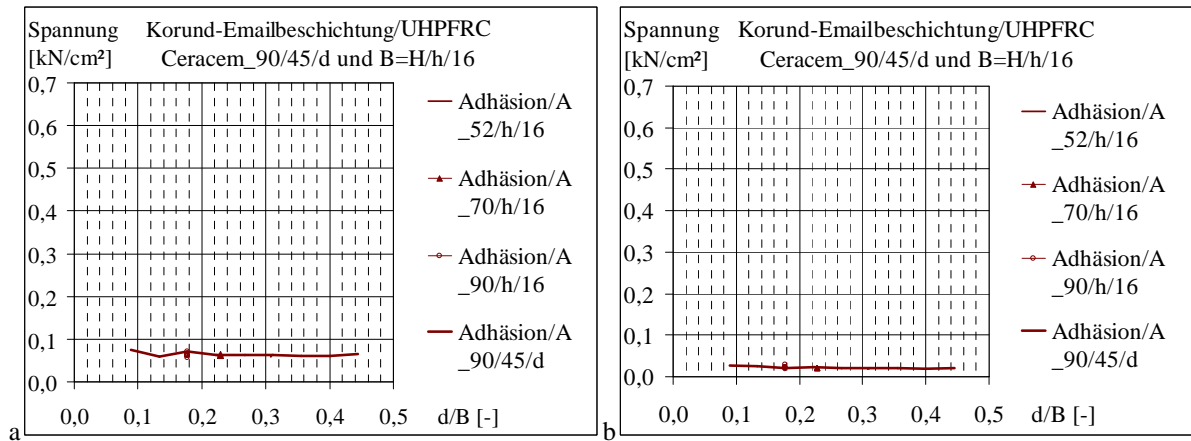 Spannung Korund-Emailbeschichtung/UHPFRC
[kN/cm²] Ceracem_90/45/d und B=H/h/16
0,7
0,6
0,5
0,4
0,3
0,2
0,1
0,0
0,0 0,1 0,2 0,3 0,4 0,5
d/B [-]
Adhäsion/A
_52/h/16
Adhäsion/A
_70/h/16
Adhäsion/A
_90/h/16
Adhäsion/A
_90/45/d
a
Spannung Korund-Emailbeschichtung/UHPFRC
[kN/cm²] Ceracem_90/45/d und B=H/h/16
0,7
0,6
0,5
0,4
0,3
0,2
0,1
0,0
0,0 0,1 0,2 0,3 0,4 0,5
d/B [-]
Adhäsion/A
_52/h/16
Adhäsion/A
_70/h/16
Adhäsion/A
_90/h/16
Adhäsion/A
_90/45/d
b